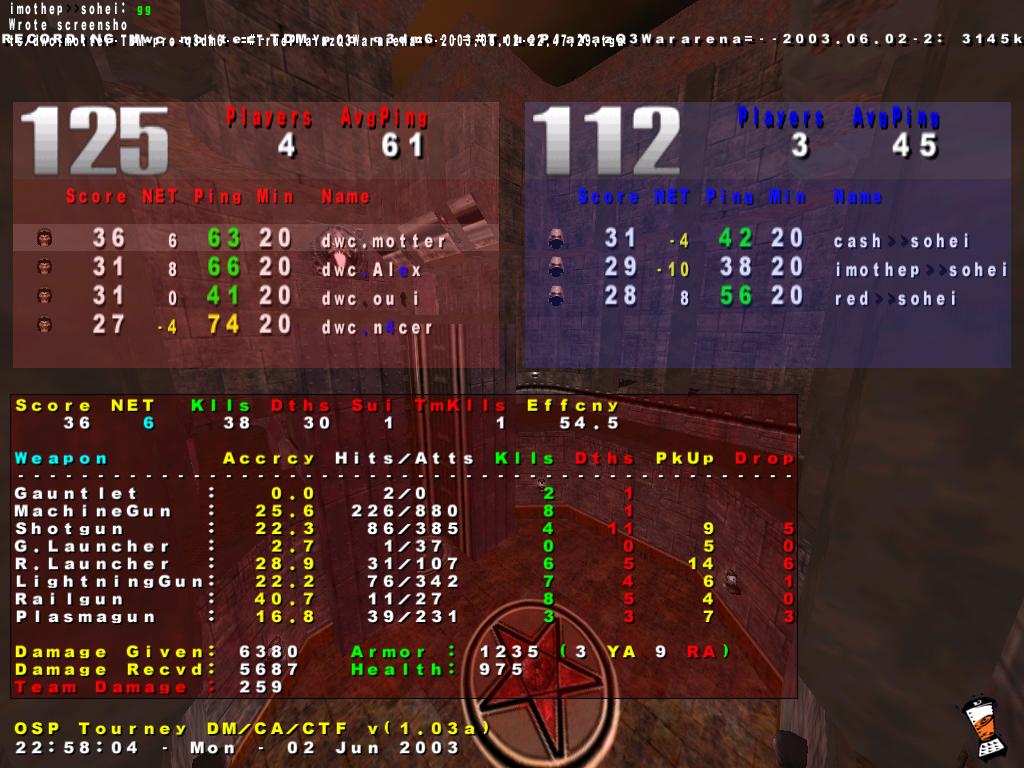 imothep>>sohei: gg
Wrote screensho
125 Players AvgPing
4 61
Score NET Ping Min Name
36 6 63 20 dwc.motter
31 8 66 20 dwc.Alex
31 0 41 20 dwc.ou i
27 -4 74 20 dwc.n4cer
112 Players AvgPing
3 45
Score NET Ping Min Name
31 -4 42 20 cash>>sohei
29 -10 38 20 imothep>>sohei
28 8 56 20 red>>sohei
Score NET Klls Dths Sui TmKlls Effcny
36 6 38 30 1 1 54.5
Weapon Accrcy Hits/Atts Klls Dths PkUp Drop
Gauntlet : 0.0 2/0 2 1
MachineGun : 25.6 226/880 8 1
Shotgun : 22.3 86/385 4 11 9 5
G.Launcher : 2.7 1/37 0 0 5 0
R.Launcher : 28.9 31/107 6 5 14 6
LightningGun: 22.2 76/342 7 4 6 1
Railgun : 40.7 11/27 8 5 4 0
Plasmagun : 16.8 39/231 3 3 7 3
Damage Given: 6380 Armor : 1235 (3 YA 9 RA)
Damage Recvd: 5687 Health: 975
Team Damage : 259
OSP Tourney DM/CA/CTF v(1.03a)
22:58:04 - Mon - 02 Jun 2003